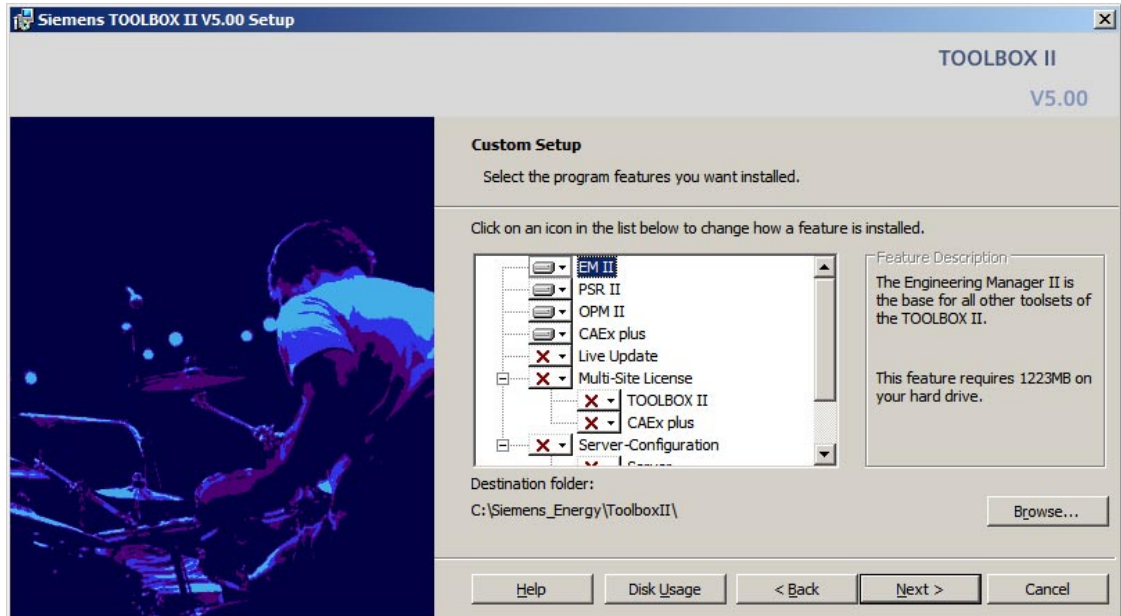 Siemens TOOLBOX II V5.00 Setup
TOOLBOX II
V5.00
Custom Setup
Select the program features you want installed.
Click on an icon in the list below to change how a feature is installed.
EM II
PSR II
OPM II
CAEx plus
Live Update
Multi-Site License
TOOLBOX II
CAEx plus
Server-Configuration
Server
Feature Description
The Engineering Manager II is
the base for all other toolsets of
the TOOLBOX II.
This feature requires 1223MB on
your hard drive.
Destination folder:
C:\Siemens_Energy\ToolboxII\
Browse...
Help
Disk Usage
< Back
Next >
Cancel